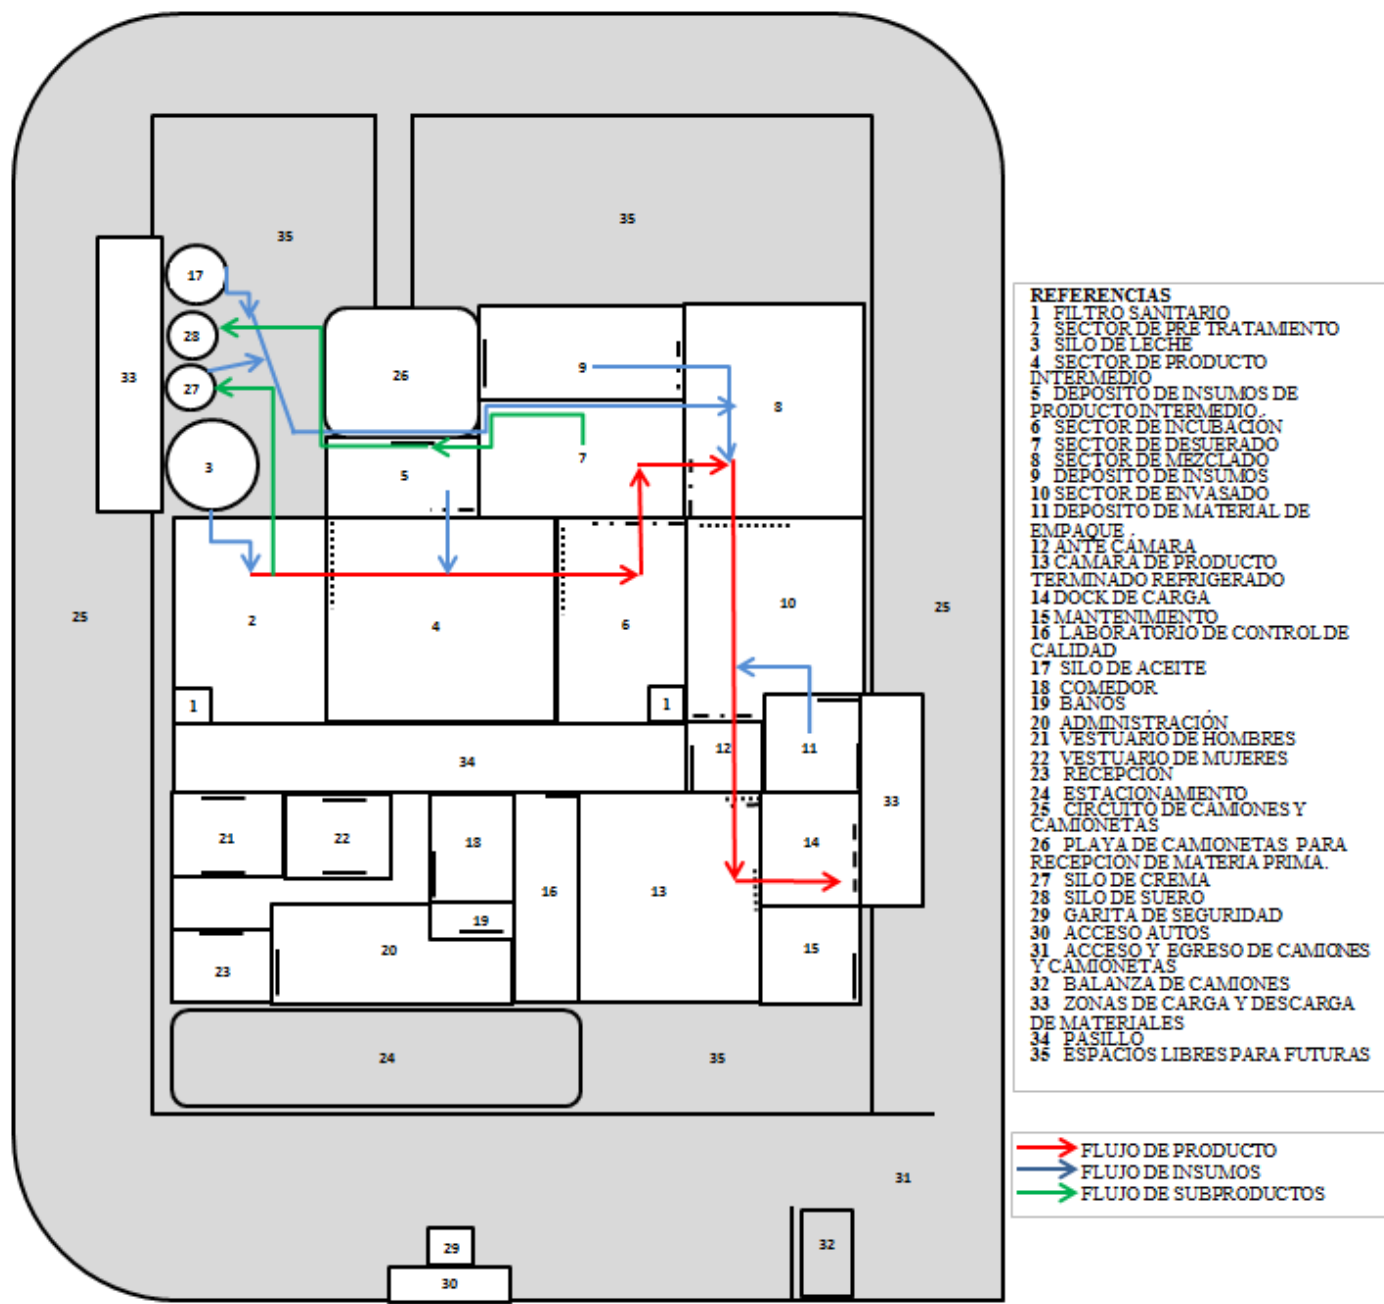 35
35
17
28
33
27
26
9
8
3
5
7
25
2
4
6
10
25
1
1
34
12
11
33
21
22
18
14
16
13
19
20
23
15
24
35
31
29
30
32
REFERENCIAS
1 FILTRO SANITARIO
2 SECTOR DE PRE TRATAMIENTO
3 SILO DE LECHE
4 SECTOR DE PRODUCTO
INTERMEDIO
5 DEPOSITO DE INSUMOS DE
PRODUCTO INTERMEDIO.
6 SECTOR DE INCUBACIÓN
7 SECTOR DE DESUERADO
8 SECTOR DE MEZCLADO
9 DEPOSITO DE INSUMOS
10 SECTOR DE ENVASADO
11 DEPOSITO DE MATERIAL DE
EMPAQUE
12 ANTE CÁMARA
13 CAMARA DE PRODUCTO
TERMINADO REFRIGERADO
14 DOCK DE CARGA
15 MANTENIMIENTO
16 LABORATORIO DE CONTROL DE
CALIDAD
17 SILO DE ACEITE
18 COMEDOR
19 BAÑOS
20 ADMINISTRACIÓN
21 VESTUARIO DE HOMBRES
22 VESTUARIO DE MUJERES
23 RECEPCIÓN
24 ESTACIONAMIENTO
25 CIRCUITO DE CAMIONES Y
CAMIONETAS
26 PLAYA DE CAMIONETAS PARA
RECEPCION DE MATERIA PRIMA.
27 SILO DE CREMA
28 SILO DE SUERO
29 GARITA DE SEGURIDAD
30 ACCESO AUTOS
31 ACCESO Y EGRESO DE CAMIONES
Y CAMIONETAS
32 BALANZA DE CAMIONES
33 ZONAS DE CARGA Y DESCARGA
DE MATERIALES
34 PASILLO
35 ESPACIOS LIBRES PARA FUTURAS
FLUJO DE PRODUCTO
FLUJO DE INSUMOS
FLUJO DE SUBPRODUCTOS